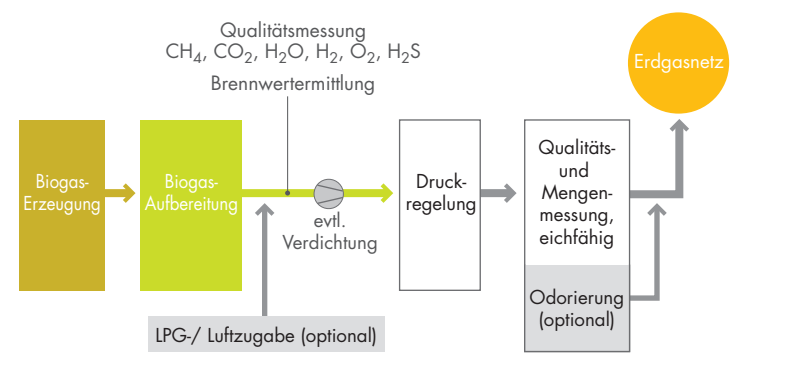 Qualitätsmessung
CH4, CO2, H2O, H2, O2, H2S
Brennwertermittlung
Erdgasnetz
Biogas-
Erzeugung
Biogas-
Aufbereitung
evtl.
Verdichtung
Druck-
regelung
Qualitäts-
und
Mengen-
messung,
eichfähig
Odorierung
(optional)
LPG-/ Luftzugabe (optional)